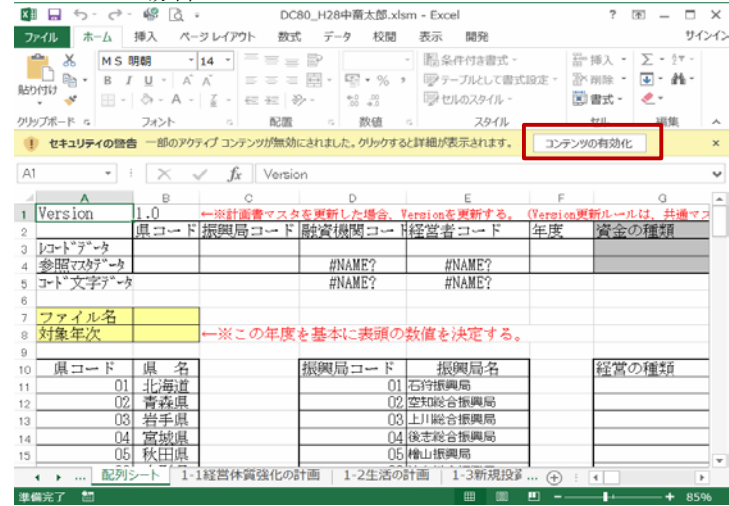 DC80_H28中斎太郎.xlsm - Excel
ファイル ホーム 挿入 ページ レイアウト 数式 データ 校閲 表示 開発 サインイン
ＭＳ 明朝 14 条件付き書式 挿入
貼り付け B I U A A % テーブルとして書式設定 削除
A セルのスタイル 書式
クリップボード フォント 配置 数値 スタイル セル 編集
セキュリティの警告 一部のアクティブ コンテンツが無効にされました。クリックすると詳細が表示されます。 コンテンツの有効化
A1 fx Version
A B C D E F G
1 Version 1.0 ←※計画書マスタを更新した場合、Versionを更新する。 (Version更新ルールは、共通マス
2 県コード 振興局コード 融資機関コード 経営者コード 年度 資金の種類
3 ﾚｺｰﾄﾞﾃﾞｰﾀ
4 参照ﾏｽﾀﾃﾞｰﾀ #NAME? #NAME?
5 ｺｰﾄﾞ文字ﾃﾞｰﾀ #NAME? #NAME?
6
7 ファイル名
8 対象年次 ←※この年度を基本に表頭の数値を決定する。
9
10 県コード 県 名 振興局コード 振興局名 経営の種類
11 01 北海道 01 石狩振興局
12 02 青森県 02 空知総合振興局
13 03 岩手県 03 上川総合振興局
14 04 宮城県 04 後志総合振興局
15 05 秋田県 05 檜山振興局
... 配列シート 1-1経営体質強化の計画 1-2生活の計画 1-3新規投資 ...
準備完了 85%